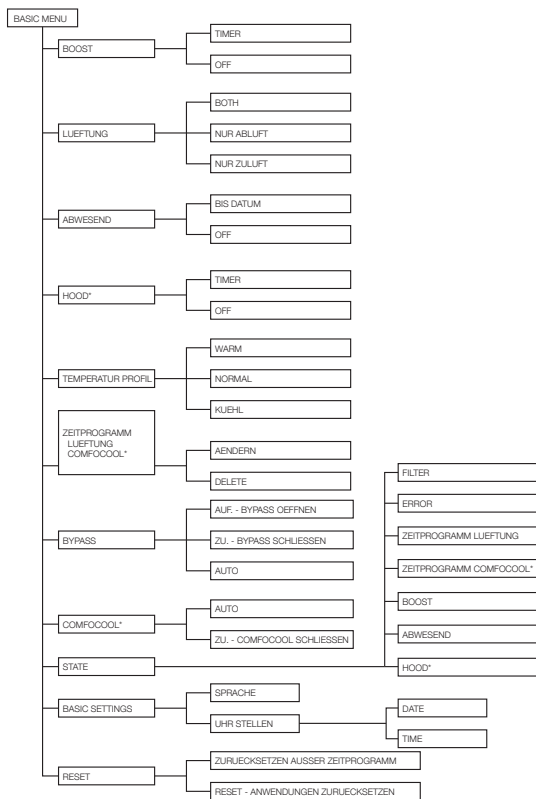 BASIC MENU
BOOST
TIMER
OFF
LUEFTUNG
BOTH
NUR ABLUFT
NUR ZULUFT
ABWESEND
BIS DATUM
OFF
HOOD*
TIMER
OFF
TEMPERATUR PROFIL
WARM
NORMAL
KUEHL
ZEITPROGRAMM
LUEFTUNG
COMFOCOOL*
AENDERN
DELETE
BYPASS
AUF. - BYPASS OEFFNEN
ZU. - BYPASS SCHLIESSEN
AUTO
COMFOCOOL*
AUTO
ZU. - COMFOCOOL SCHLIESSEN
STATE
FILTER
ERROR
ZEITPROGRAMM LUEFTUNG
ZEITPROGRAMM COMFOCOOL*
BOOST
ABWESEND
HOOD*
BASIC SETTINGS
SPRACHE
UHR STELLEN
DATE
TIME
RESET
ZURUECKSETZEN AUSSER ZEITPROGRAMM
RESET - ANWENDUNGEN ZURUECKSETZEN